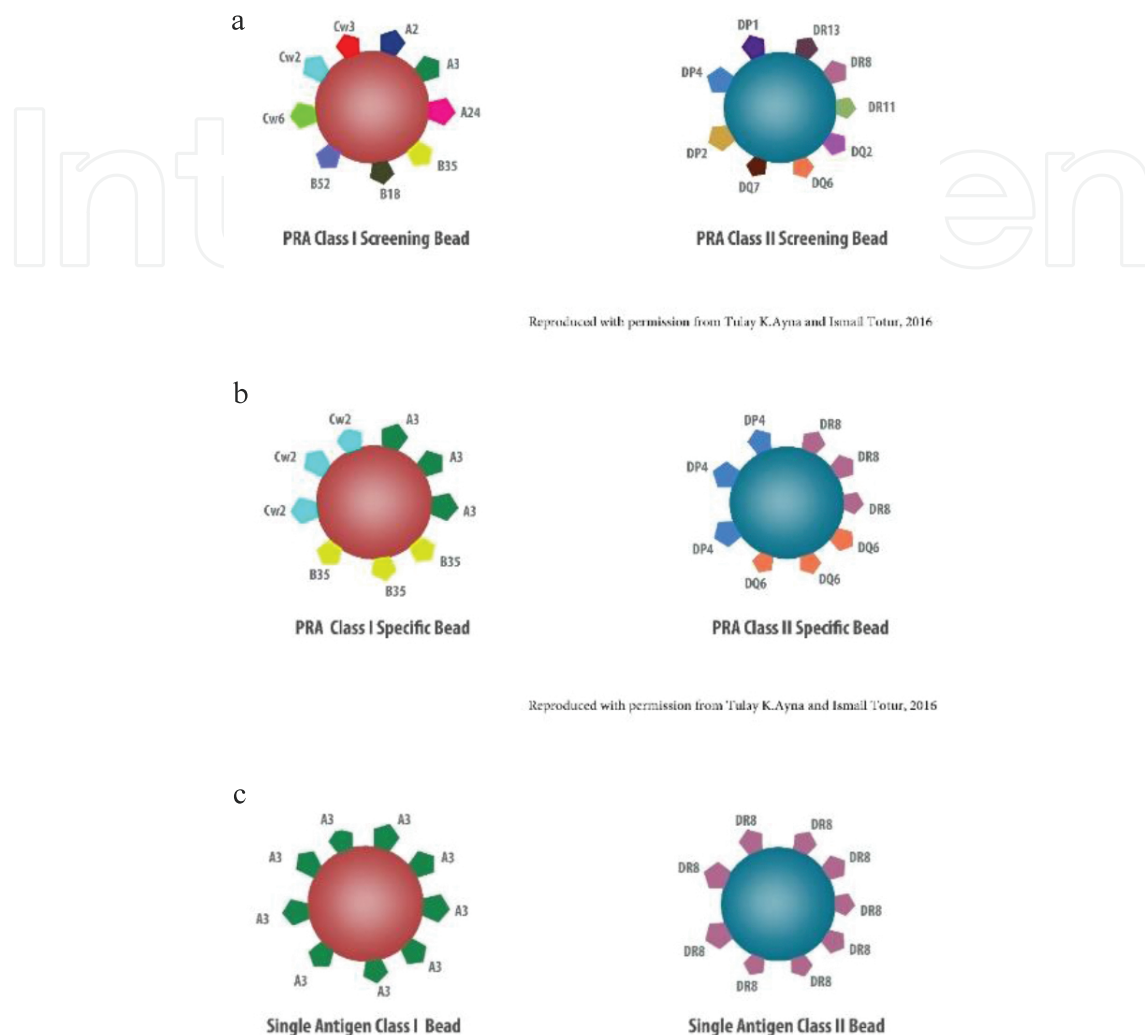 a
Cw3 A2
Cw2 A3
Cw6 A24
B52 B35
B18
DP1 DR13
DP4 DR8
DR11
DP2 DQ2
DQ7 DQ6
PRA Class I Screening Bead PRA Class II Screening Bead
Reproduced with permission from Tulay K.Ayna and Ismail Totur, 2016
b
Cw2 A3
Cw2 A3
Cw2 A3
B35 B35
B35
DP4 DR8
DP4 DR8
DR8
DP4 DQ6
DQ6 DQ6
PRA Class I Specific Bead PRA Class II Specific Bead
Reproduced with permission from Tulay K.Ayna and Ismail Totur, 2016
c
A3 A3
A3 A3
A3 A3
A3 A3
A3
DR8 DR8
DR8 DR8
DR8
DR8 DR8
DR8 DR8
Single Antigen Class I Bead Single Antigen Class II Bead